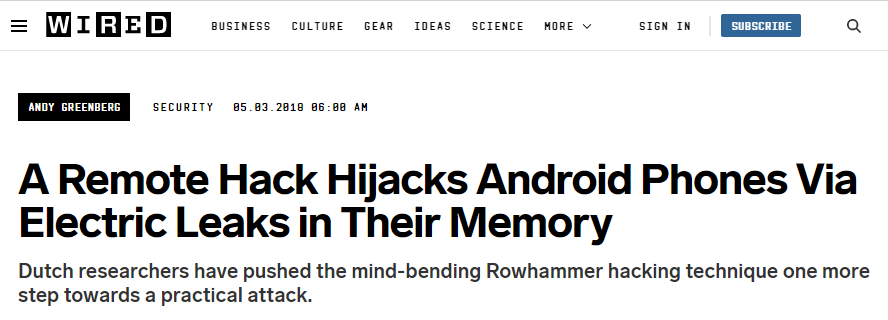 WIRED BUSINESS CULTURE GEAR IDEAS SCIENCE MORE SIGN IN SUBSCRIBE
ANDY GREENBERG SECURITY 05.03.2018 06:00 AM
A Remote Hack Hijacks Android Phones Via
Electric Leaks in Their Memory
Dutch researchers have pushed the mind-bending Rowhammer hacking technique one more
step towards a practical attack.